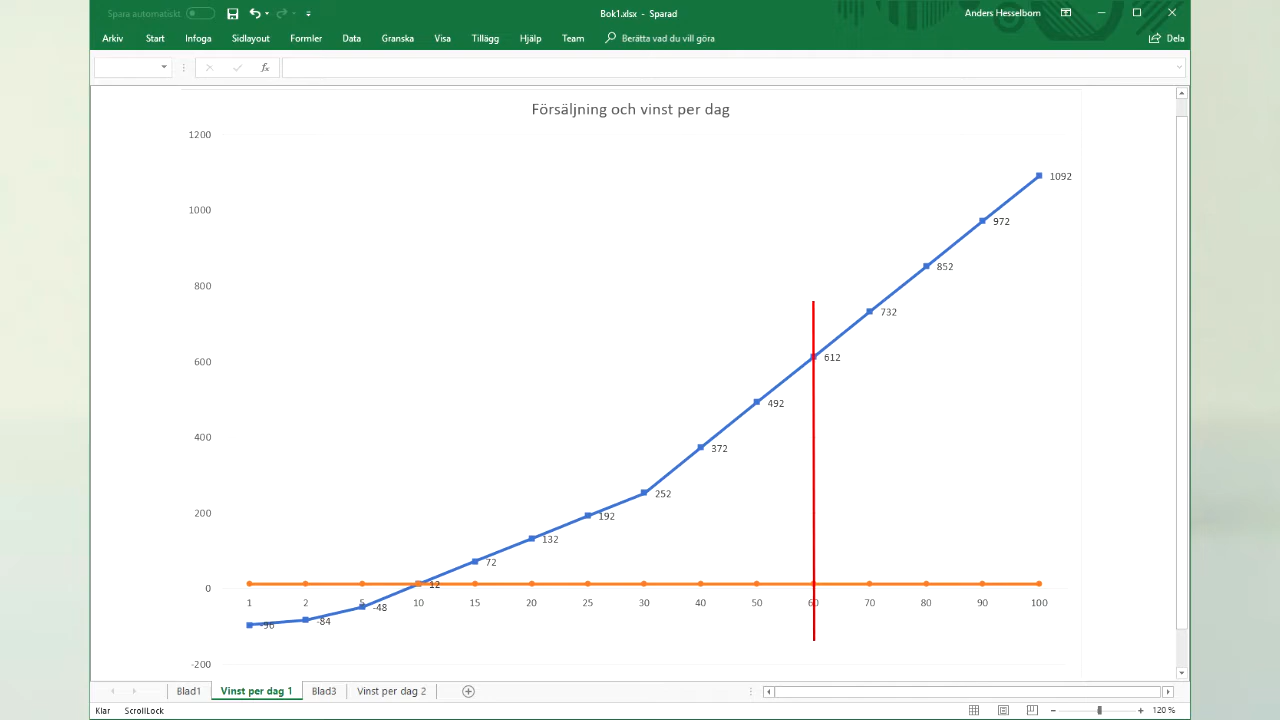 Spara automatiskt
Bok1.xlsx - Sparad
Anders Hesselbom
Arkiv Start Infoga Sidlayout Formler Data Granska Visa Tillägg Hjälp Team Berätta vad du vill göra Dela
fx
Försäljning och vinst per dag
1200
1092
1000
972
852
800
732
600
612
492
400
372
252
200
192
132
72
12
0
1 2 5 10 15 20 25 30 40 50 60 70 80 90 100
-48
-84
-96
-200
Blad1 Vinst per dag 1 Blad3 Vinst per dag 2
Klar ScrollLock 120 %